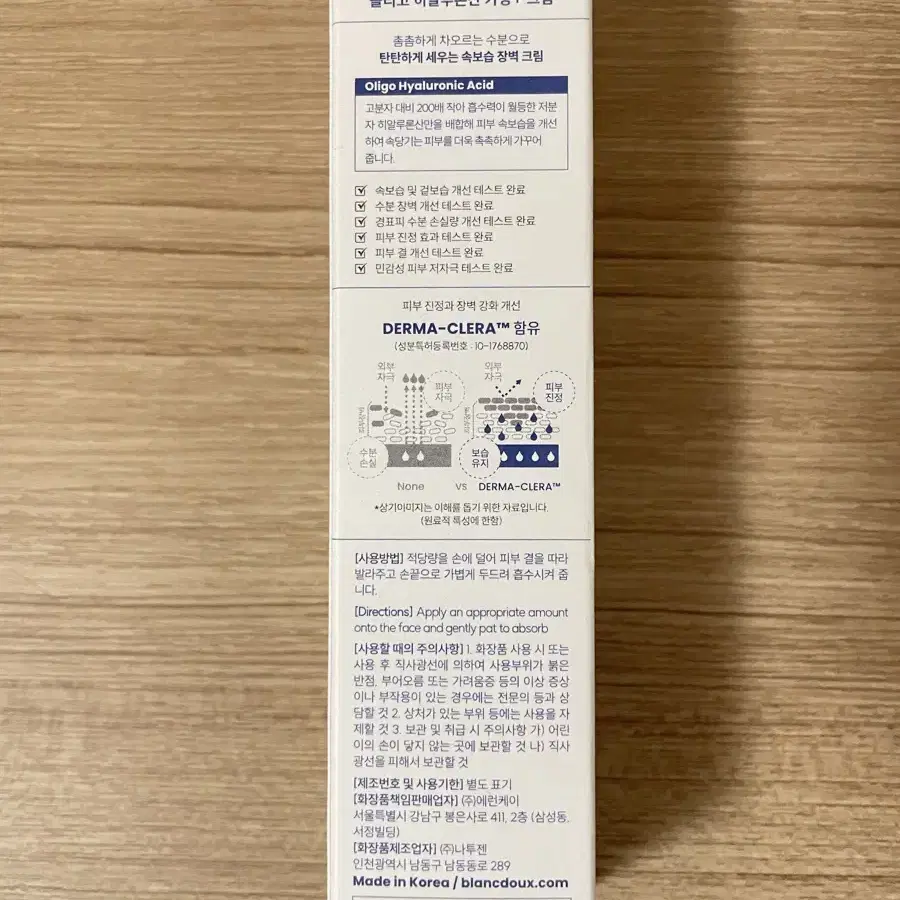 올리고 히알루론산 가평수 크림
촘촘하게 차오르는 수분으로
탄탄하게 세우는 속보습 장벽 크림
Oligo Hyaluronic Acid
고분자 대비 200배 작아 흡수력이 월등한 저분
자 히알루론산만을 배합해 피부 속보습을 개선
하여 속당기는 피부를 더욱 촉촉하게 가꾸어
줍니다.
속보습 및 겉보습 개선 테스트 완료
수분 장벽 개선 테스트 완료
경표피 수분 손실량 개선 테스트 완료
피부 진정 효과 테스트 완료
피부 결 개선 테스트 완료
민감성 피부 저자극 테스트 완료
피부 진정과 장벽 강화 개선
DERMA-CLERA™ 함유
(성분특허등록번호 : 10-1768870)
외부
자극
피부
자극
수분
손실
None
vs
외부
자극
피부
진정
보습
유지
DERMA-CLERA™
*상기이미지는 이해를 돕기 위한 자료입니다.
(원료적 특성에 한함)
[사용방법] 적당량을 손에 덜어 피부 결을 따라
발라주고 손끝으로 가볍게 두드려 흡수시켜 줍
니다.
[Directions] Apply an appropriate amount
onto the face and gently pat to absorb
[사용할 때의 주의사항] 1. 화장품 사용 시 또는
사용 후 직사광선에 의하여 사용부위가 붉은
반점, 부어오름 또는 가려움증 등의 이상 증상
이나 부작용이 있는 경우에는 전문의 등과 상
담할 것 2. 상처가 있는 부위 등에는 사용을 자
제할 것 3. 보관 및 취급 시 주의사항 가) 어린
이의 손이 닿지 않는 곳에 보관할 것 나) 직사
광선을 피해서 보관할 것
[제조번호 및 사용기한] 별도 표기
[화장품책임판매업자] (주)에런케이
서울특별시 강남구 봉은사로 411, 2층 (삼성동,
서정빌딩)
[화장품제조업자] (주)나투젠
인천광역시 남동구 남동동로 289
Made in Korea / blancdoux.com